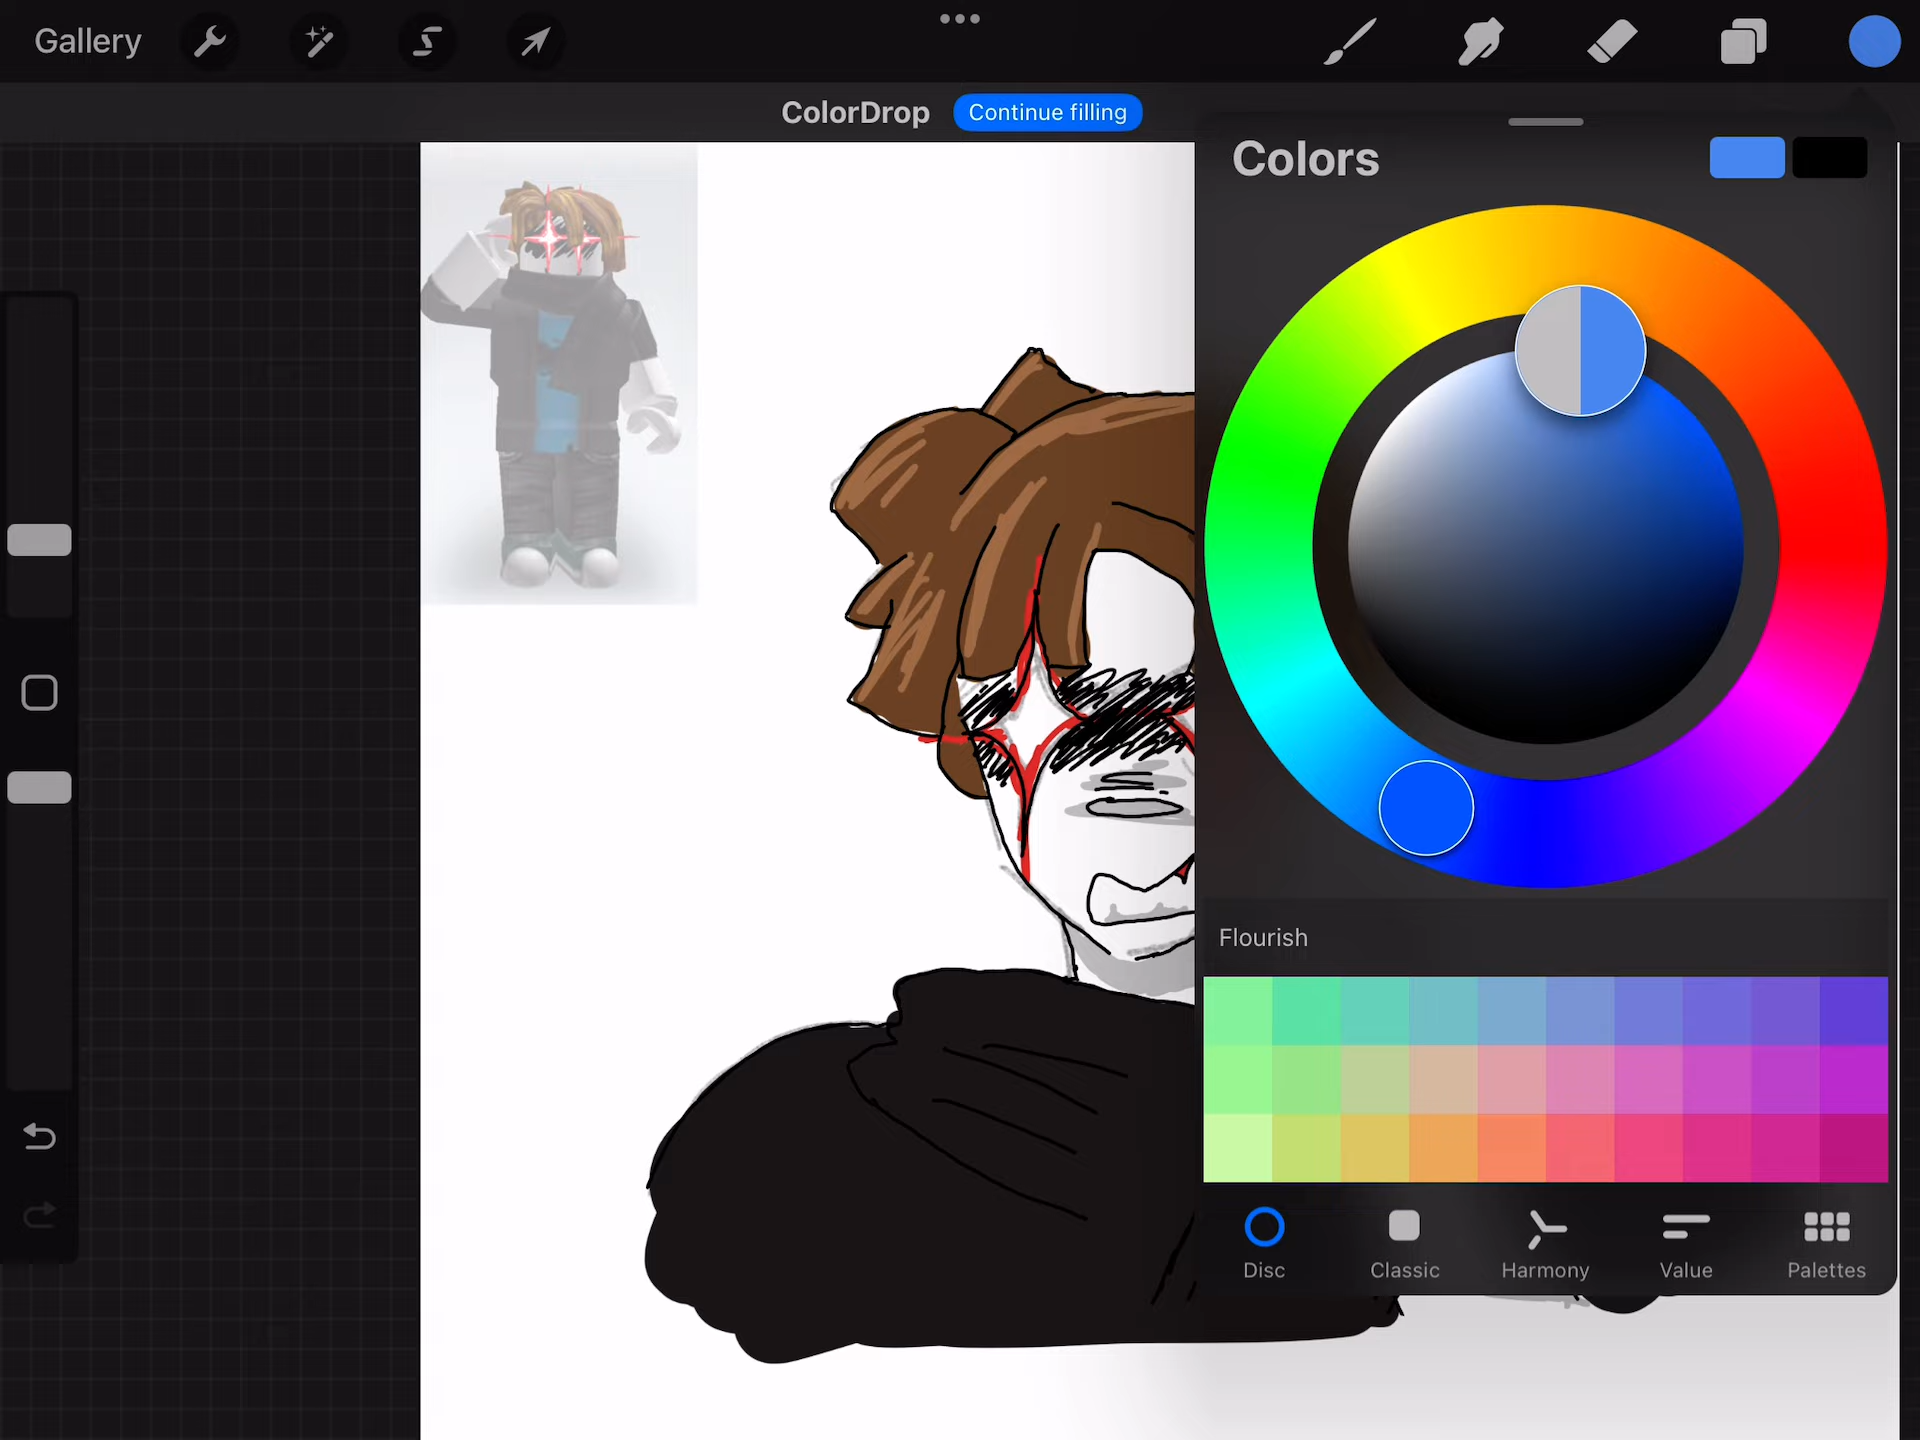 Gallery
ColorDrop Continue filling
Colors
Flourish
Disc Classic Harmony Value Palettes